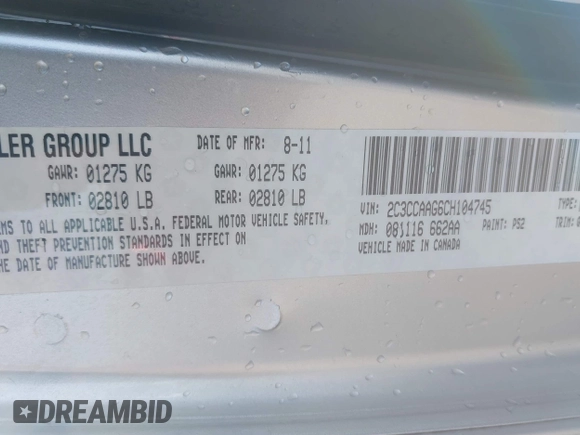 LER GROUP LLC DATE OF MFR: 8-11
GAWR: 01275 KG GAWR: 01275 KG
FRONT: 02810 LB REAR: 02810 LB
MS TO ALL APPLICABLE U.S.A. FEDERAL MOTOR VEHICLE SAFETY,
ND THEFT PREVENTION STANDARDS IN EFFECT ON
HE DATE OF MANUFACTURE SHOWN ABOVE.
VIN: 2C3CCAAG6CH104745 TYPE:
MDH: 081116 662AA PAINT: PS2 TRIM:
VEHICLE MADE IN CANADA
DREAMBID